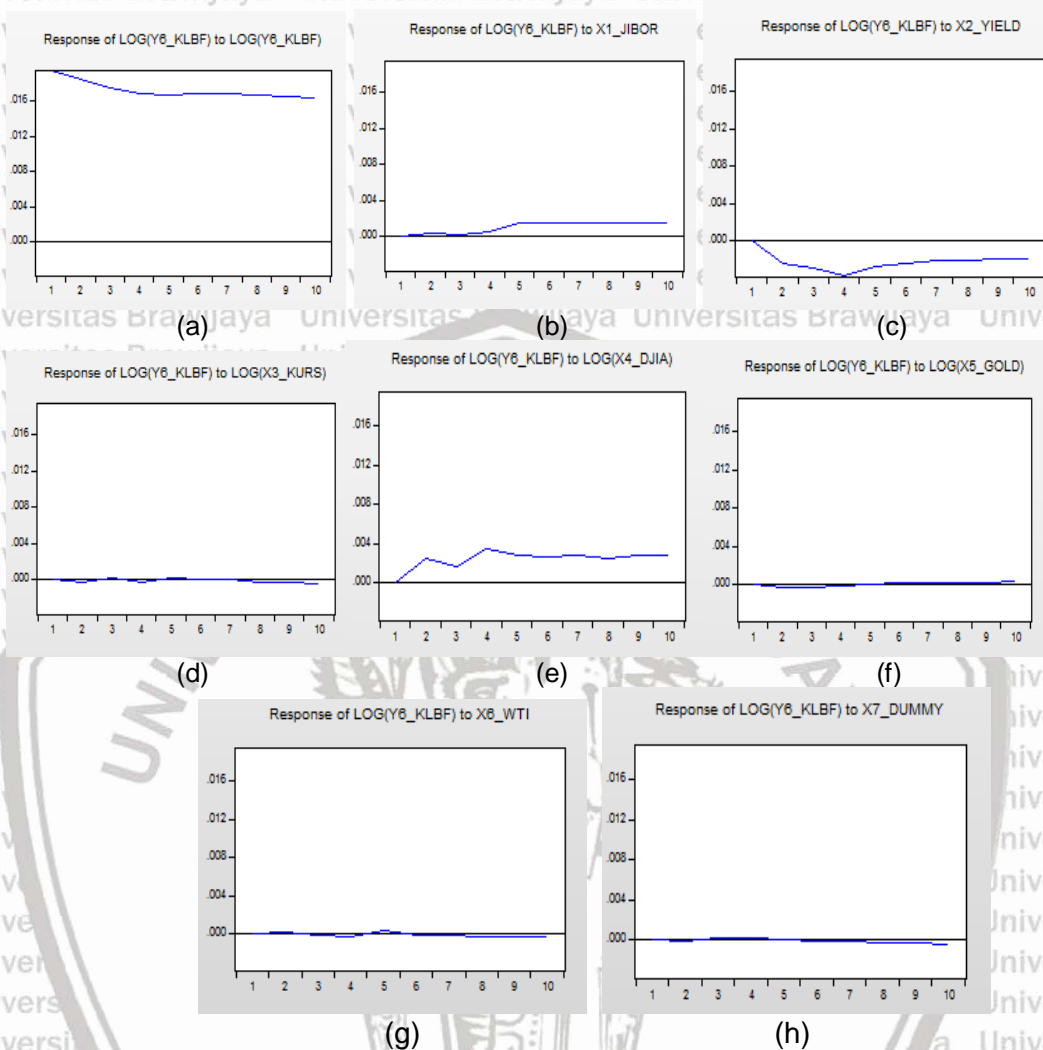 Response of LOG(Y6_KLBF) to LOG(Y6_KLBF)
.016
.012
.008
.004
.000
1 2 3 4 5 6 7 8 9 10
(a)
Response of LOG(Y6_KLBF) to X1_JIBOR
.016
.012
.008
.004
.000
1 2 3 4 5 6 7 8 9 10
(b)
Response of LOG(Y6_KLBF) to X2_YIELD
.016
.012
.008
.004
.000
1 2 3 4 5 6 7 8 9 10
(c)
versitas Brawijaya Universitas Brawijaya Universitas Brawijaya Univ
Response of LOG(Y6_KLBF) to LOG(X3_KURS)
.016
.012
.008
.004
.000
1 2 3 4 5 6 7 8 9 10
(d)
Response of LOG(Y6_KLBF) to LOG(X4_DJIA)
.016
.012
.008
.004
.000
1 2 3 4 5 6 7 8 9 10
(e)
Response of LOG(Y6_KLBF) to LOG(X5_GOLD)
.016
.012
.008
.004
.000
1 2 3 4 5 6 7 8 9 10
(f)
Response of LOG(Y6_KLBF) to X6_WTI
.016
.012
.008
.004
.000
1 2 3 4 5 6 7 8 9 10
(g)
Response of LOG(Y6_KLBF) to X7_DUMMY
.016
.012
.008
.004
.000
1 2 3 4 5 6 7 8 9 10
(h)